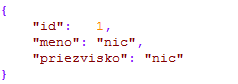 {
"id": 1,
"meno": "nic",
"priezvisko": "nic"
}